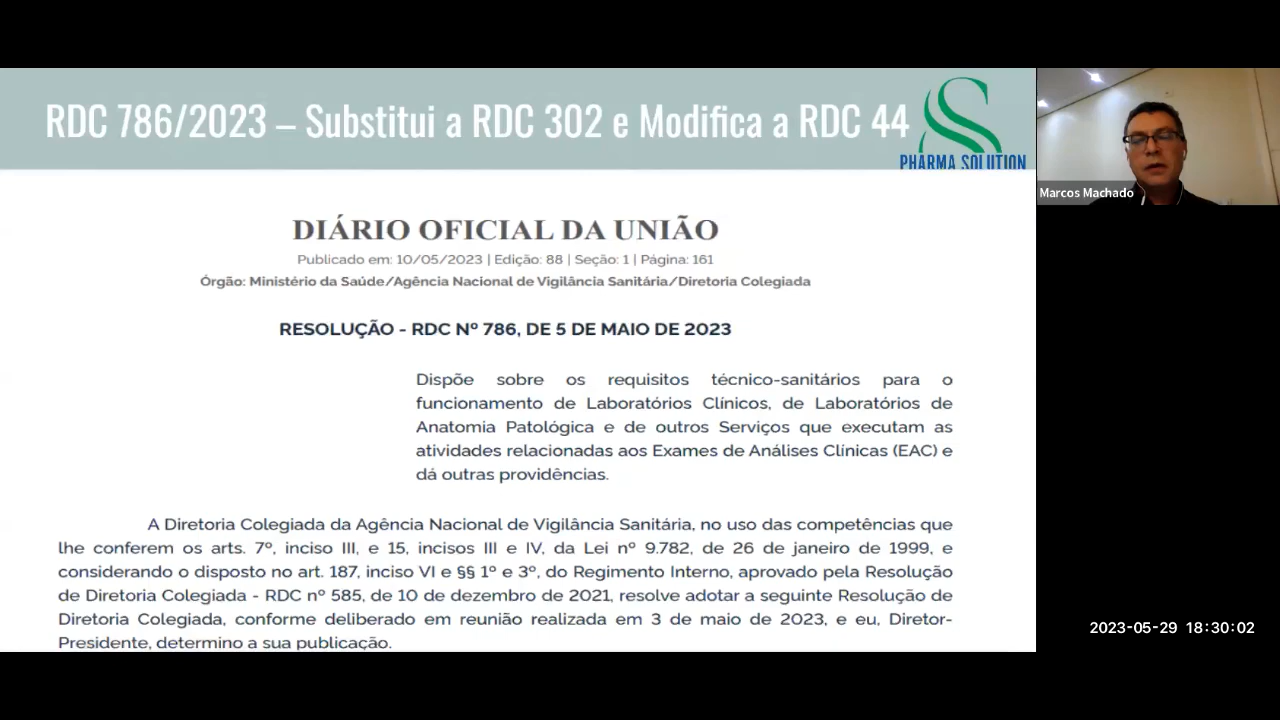 RDC 786/2023 – Substitui a RDC 302 e Modifica a RDC 44
PHARMA SOLUTION
Marcos Machado
DIÁRIO OFICIAL DA UNIÃO
Publicado em: 10/05/2023 | Edição: 88 | Seção: 1 | Página: 161
Órgão: Ministério da Saúde/Agência Nacional de Vigilância Sanitária/Diretoria Colegiada
RESOLUÇÃO - RDC Nº 786, DE 5 DE MAIO DE 2023
Dispõe sobre os requisitos técnico-sanitários para o
funcionamento de Laboratórios Clínicos, de Laboratórios de
Anatomia Patológica e de outros Serviços que executam as
atividades relacionadas aos Exames de Análises Clínicas (EAC) e
dá outras providências.
A Diretoria Colegiada da Agência Nacional de Vigilância Sanitária, no uso das competências que
lhe conferem os arts. 7º, inciso III, e 15, incisos III e IV, da Lei nº 9.782, de 26 de janeiro de 1999, e
considerando o disposto no art. 187, inciso VI e §§ 1º e 3º, do Regimento Interno, aprovado pela Resolução
de Diretoria Colegiada - RDC nº 585, de 10 de dezembro de 2021, resolve adotar a seguinte Resolução de
Diretoria Colegiada, conforme deliberado em reunião realizada em 3 de maio de 2023, e eu, Diretor-
Presidente, determino a sua publicação.
2023-05-29 18:30:02